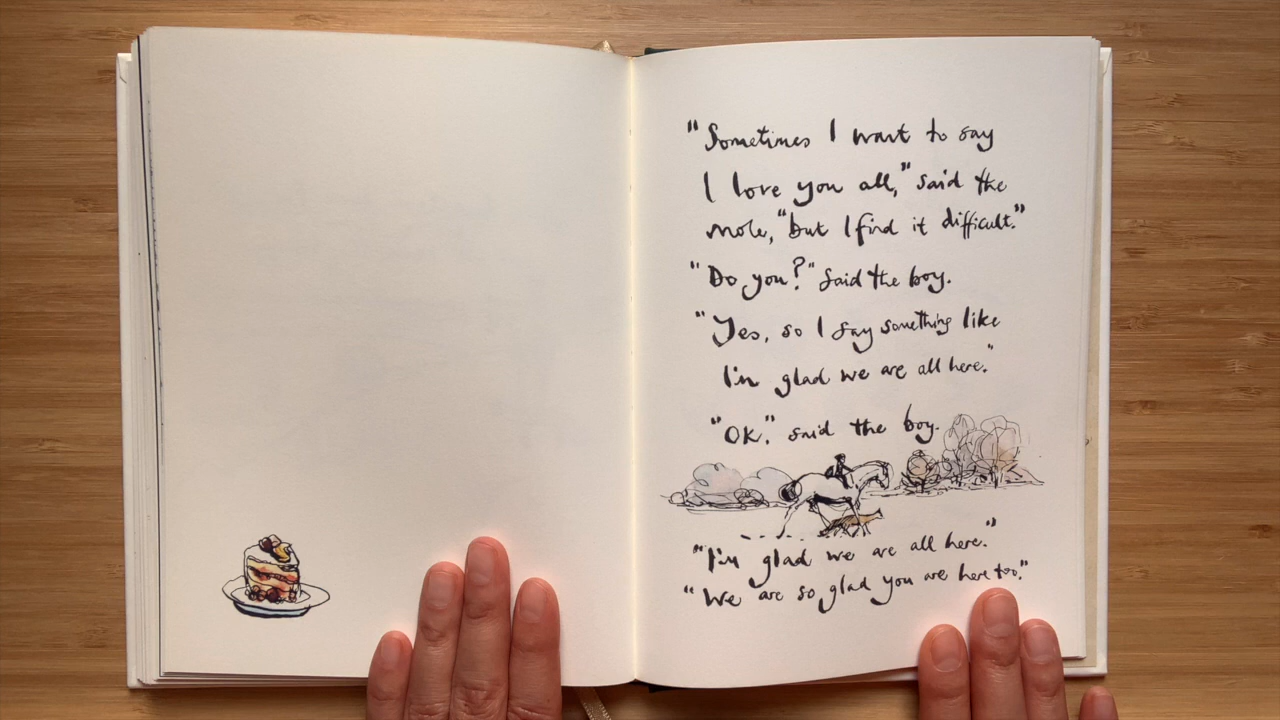 "Sometimes I want to say
I love you all," said the
mole, "but I find it difficult."
"Do you?" said the boy.
"Yes, so I say something like
I'm glad we are all here."
"OK." said the boy.
"I'm glad we are all here."
"We are so glad you are here too."